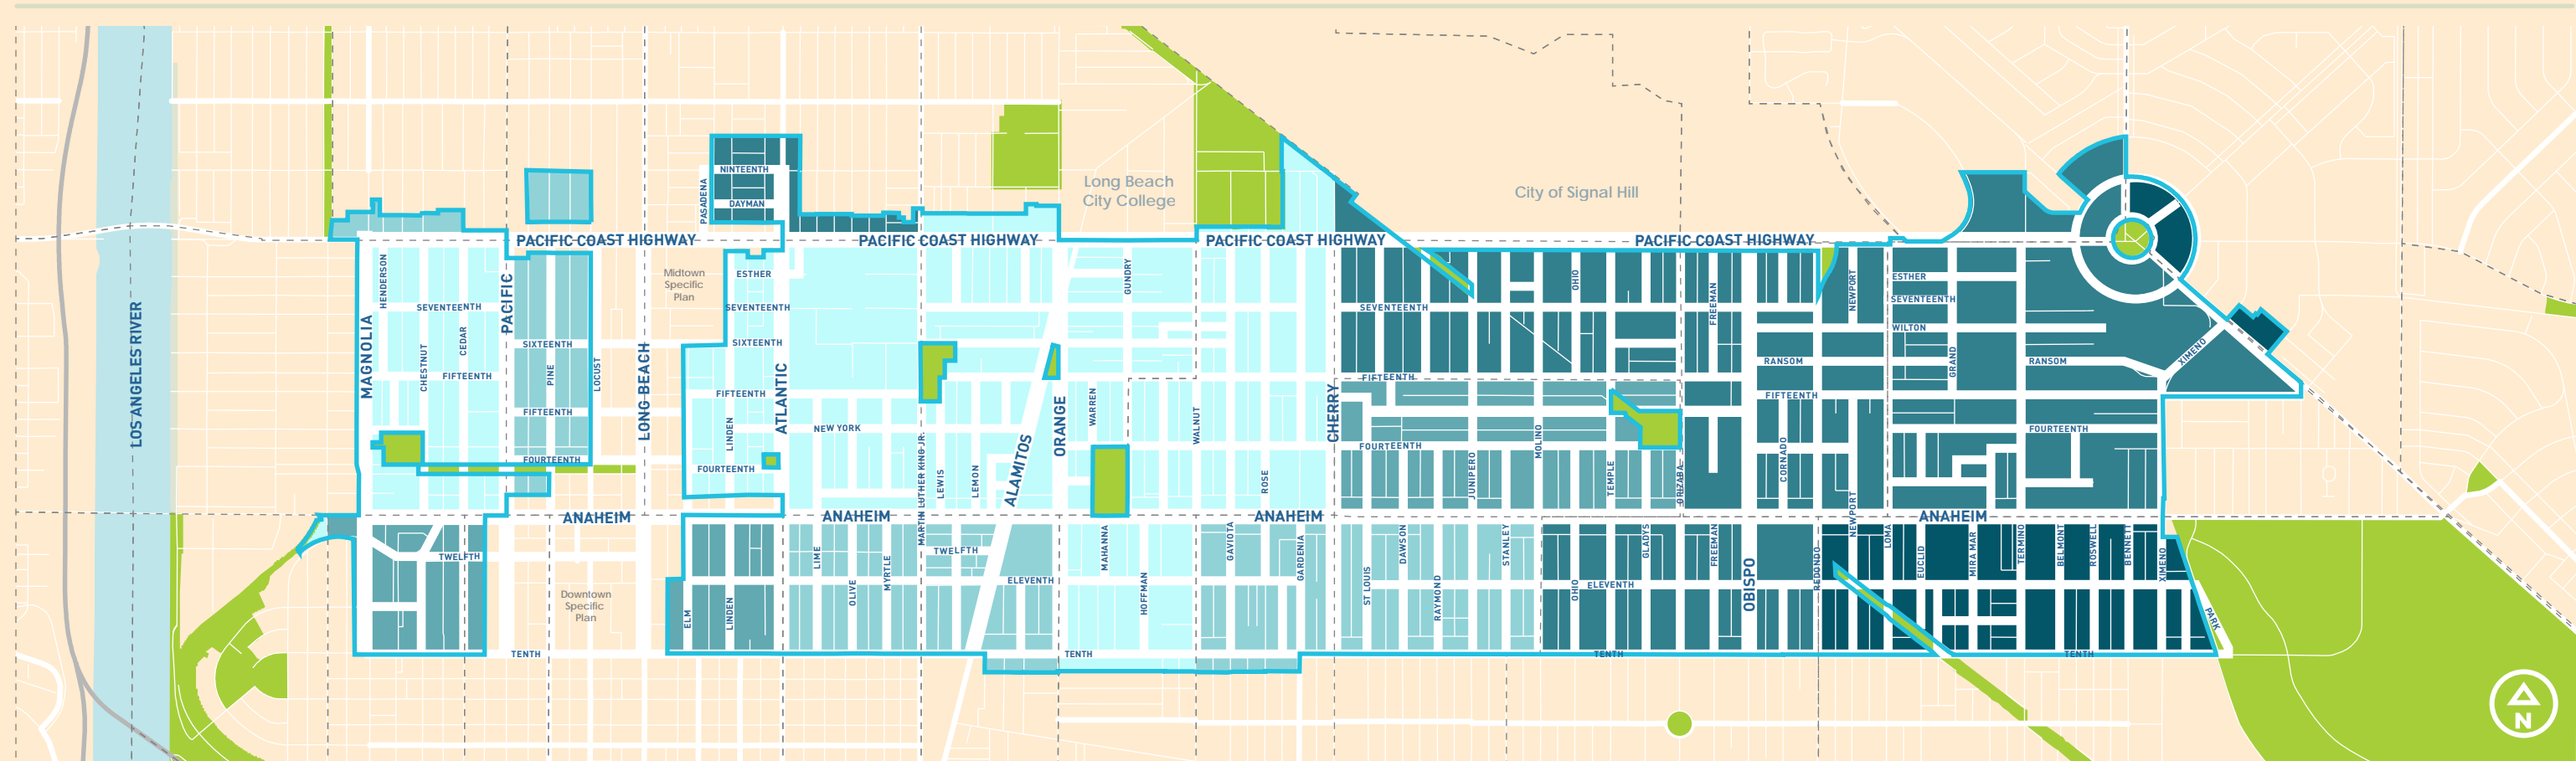 Long Beach
City College
City of Signal Hill
NINTEENTH
DAYMAN
PASADENA
PACIFIC COAST HIGHWAY
PACIFIC COAST HIGHWAY
PACIFIC COAST HIGHWAY
PACIFIC COAST HIGHWAY
LOS ANGELES RIVER
MAGNOLIA
HENDERSON
CHESTNUT
CEDAR
PACIFIC
PINE
LOCUST
LONG BEACH
SEVENTEENTH
SIXTEENTH
FIFTEENTH
FIFTEENTH
FOURTEENTH
Midtown
Specific
Plan
ESTHER
SEVENTEENTH
SIXTEENTH
FIFTEENTH
FOURTEENTH
LINDEN
ATLANTIC
NEW YORK
MARTIN LUTHER KING JR.
LEWIS
LEMON
ALAMITOS
ORANGE
WARREN
GUNDRY
WALNUT
ROSE
CHERRY
SEVENTEENTH
FIFTEENTH
FOURTEENTH
JUNIPERO
MOLINO
OHIO
TEMPLE
ORIZABA
FREEMAN
CORNADO
RANSOM
FIFTEENTH
NEWPORT
NEWPORT
ESTHER
SEVENTEENTH
WILTON
GRAND
RANSOM
FOURTEENTH
XIMENO
ANAHEIM
ANAHEIM
ANAHEIM
ANAHEIM
TWELFTH
Downtown
Specific
Plan
TENTH
ELM
LINDEN
LIME
OLIVE
MYRTLE
TWELFTH
ELEVENTH
MAHANNA
HOFFMAN
TENTH
GAVIOTA
GARDENIA
ST LOUIS
DAWSON
RAYMOND
STANLEY
OHIO
ELEVENTH
GLADYS
TENTH
FREEMAN
OBISPO
REDONDO
LOMA
EUCLID
MIRA MAR
TERMINO
BELMONT
ROSWELL
BENNETT
XIMENO
TENTH
PARK
N